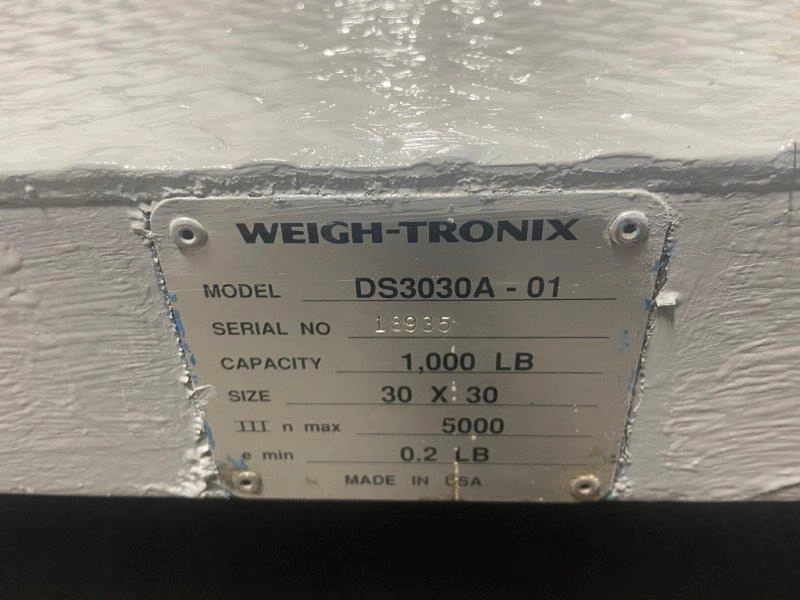 WEIGH-TRONIX
MODEL DS3030A - 01
SERIAL NO 18935
CAPACITY 1,000 LB
SIZE 30 X 30
III n max 5000
e min 0.2 LB
MADE IN USA